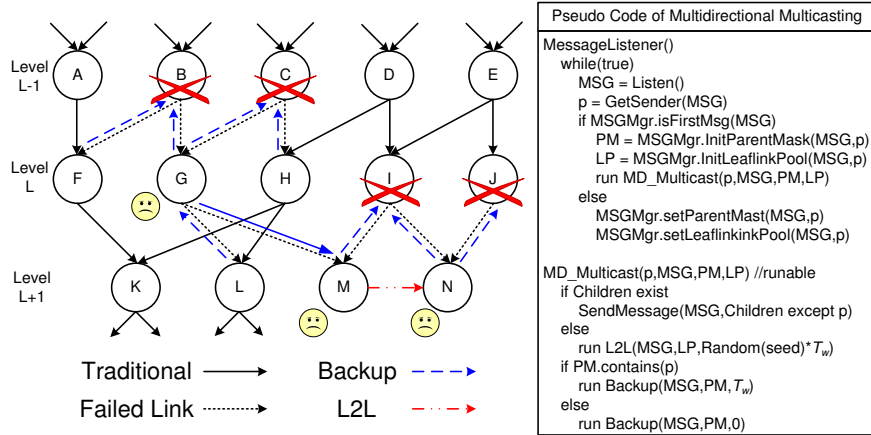 Level
L-1
A
B
C
D
E
Level
L
F
G
H
I
J
Level
L+1
K
L
M
N
Traditional
Backup
Failed Link
L2L
Pseudo Code of Multidirectional Multicasting
MessageListener()
while(true)
MSG = Listen()
p = GetSender(MSG)
if MSGMgr.isFirstMsg(MSG)
PM = MSGMgr.InitParentMask(MSG,p)
LP = MSGMgr.InitLeaflinkPool(MSG,p)
run MD_Multicast(p,MSG,PM,LP)
else
MSGMgr.setParentMast(MSG,p)
MSGMgr.setLeaflinkinkPool(MSG,p)
MD_Multicast(p,MSG,PM,LP) //runable
if Children exist
SendMessage(MSG,Children except p)
else
run L2L(MSG,LP,Random(seed)*Tw)
if PM.contains(p)
run Backup(MSG,PM,Tw)
else
run Backup(MSG,PM,0)